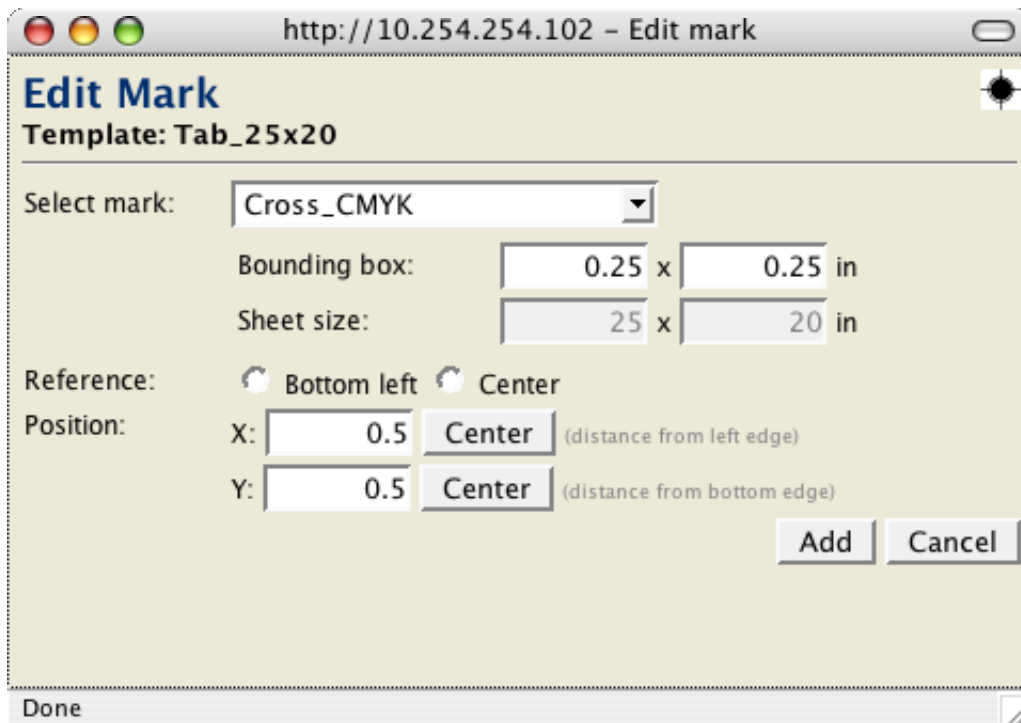 http://10.254.254.102 – Edit mark
Edit Mark
Template: Tab_25x20
Select mark: Cross_CMYK
Bounding box: 0.25 x 0.25 in
Sheet size: 25 x 20 in
Reference: Bottom left Center
Position: X: 0.5 Center (distance from left edge)
Y: 0.5 Center (distance from bottom edge)
Add Cancel
Done